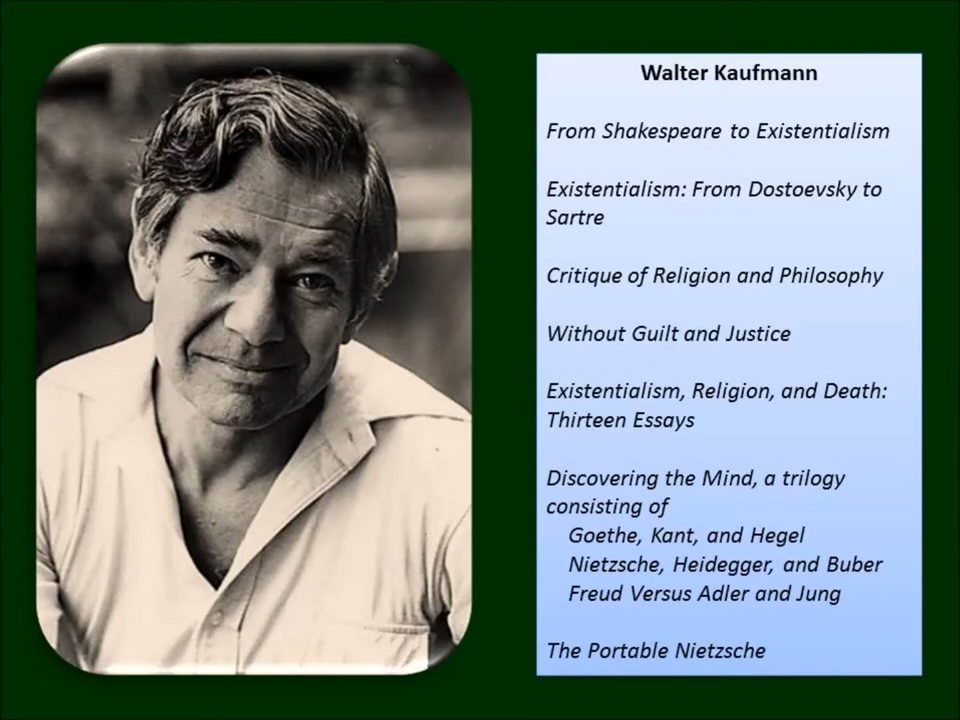 Walter Kaufmann
From Shakespeare to Existentialism
Existentialism: From Dostoevsky to
Sartre
Critique of Religion and Philosophy
Without Guilt and Justice
Existentialism, Religion, and Death:
Thirteen Essays
Discovering the Mind, a trilogy
consisting of
Goethe, Kant, and Hegel
Nietzsche, Heidegger, and Buber
Freud Versus Adler and Jung
The Portable Nietzsche